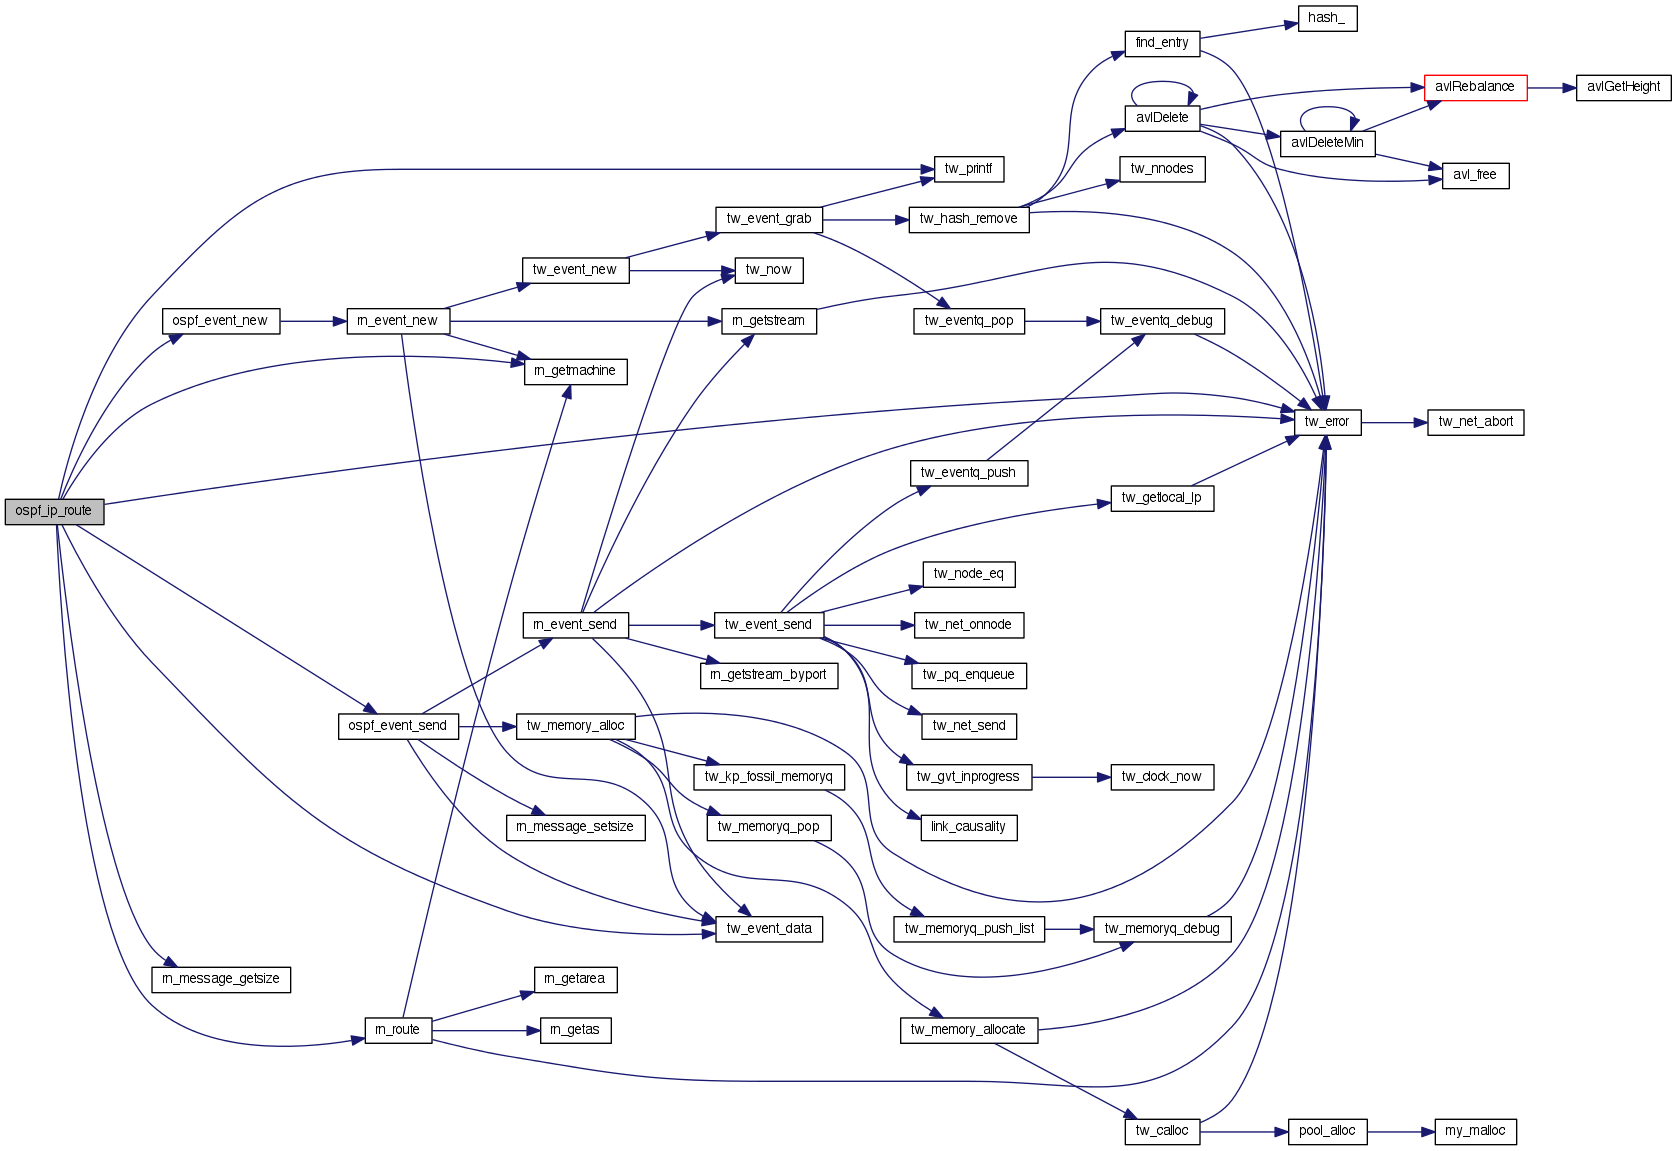 hash_
find_entry
avlRebalance
avlGetHeight
avlDelete
avlDeleteMin
tw_printf
tw_nnodes
avl_free
tw_event_grab
tw_hash_remove
tw_event_new
tw_now
ospf_event_new
rn_event_new
rn_getstream
tw_eventq_pop
tw_eventq_debug
rn_getmachine
tw_error
tw_net_abort
tw_eventq_push
tw_getlocal_lp
ospf_ip_route
tw_node_eq
rn_event_send
tw_event_send
tw_net_onnode
rn_getstream_byport
tw_pq_enqueue
ospf_event_send
tw_memory_alloc
tw_net_send
tw_kp_fossil_memoryq
tw_gvt_inprogress
tw_clock_now
rn_message_setsize
tw_memoryq_pop
link_causality
tw_event_data
tw_memoryq_push_list
tw_memoryq_debug
rn_message_getsize
rn_getarea
rn_route
rn_getas
tw_memory_allocate
tw_calloc
pool_alloc
my_malloc